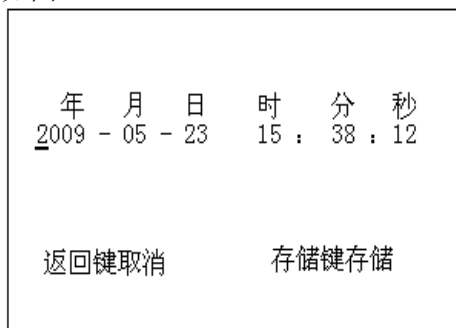 年 月 日 时 分 秒
2009 - 05 - 23 15 : 38 : 12
返回键取消 存储键存储